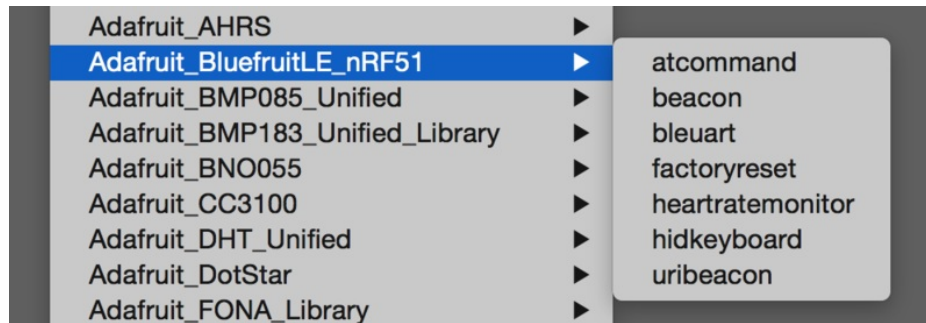 Adafruit_AHRS
Adafruit_BluefruitLE_nRF51
Adafruit_BMP085_Unified
Adafruit_BMP183_Unified_Library
Adafruit_BNO055
Adafruit_CC3100
Adafruit_DHT_Unified
Adafruit_DotStar
Adafruit_FONA_Library
atcommand
beacon
bleuart
factoryreset
heartratemonitor
hidkeyboard
uribeacon